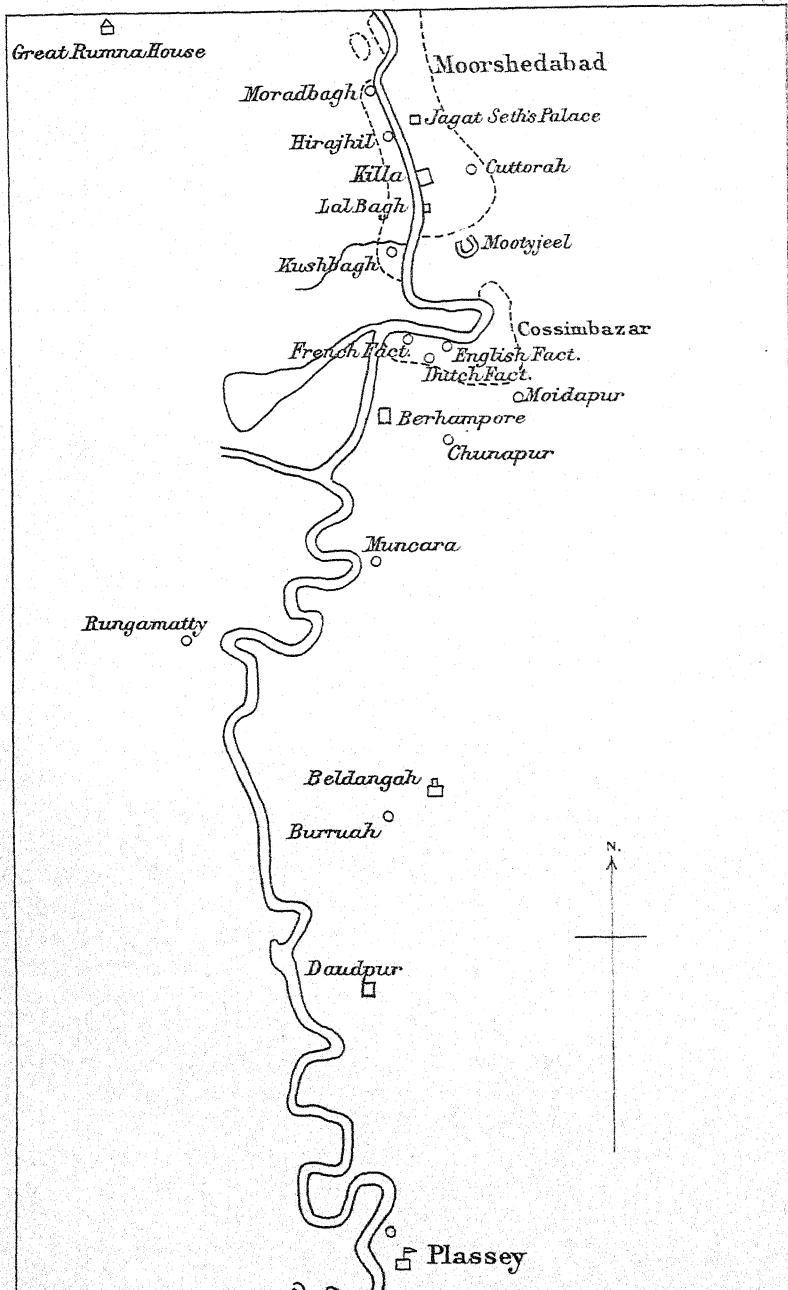 Great Rumna House
Moorshedabad
Moradbagh
Jagat Seth's Palace
Hirajhil
Killa
Cuttorah
Lal Bagh
Mootyjeel
Kushbagh
Cossimbazar
French Fact.
English Fact.
Dutch Fact.
Moidapur
Berhampore
Chunapur
Muncara
Rungamatty
Beldangah
Burruah
N.
Daudpur
Plassey